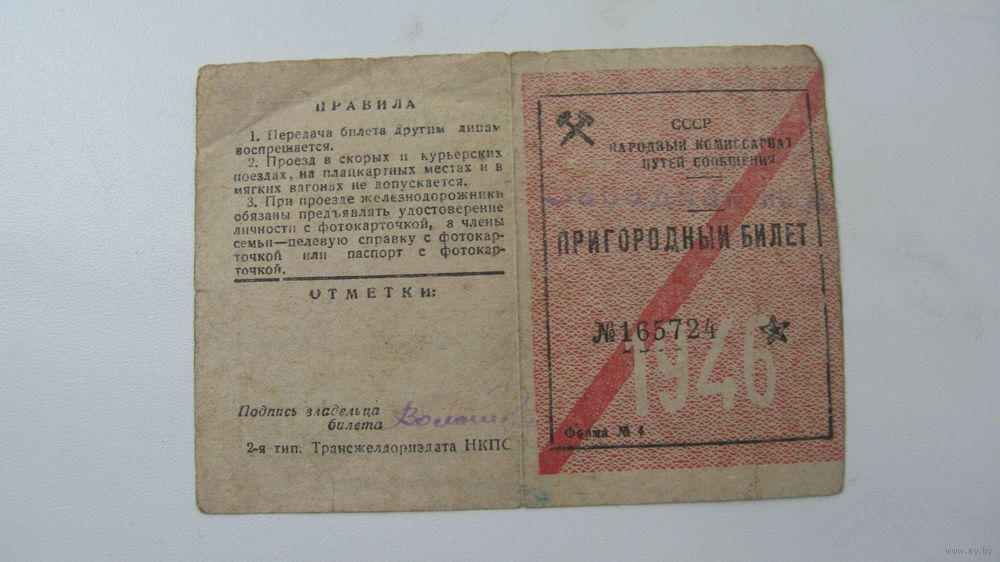 ПРАВИЛА
1. Передача билета другим лицам
воспрещается.
2. Проезд в скорых и курьерских
поездах, на плацкартных местах и в
мягких вагонах не допускается.
3. При проезде железнодорожники
обязаны предъявлять удостоверение
личности с фотокарточкой, а члены
семьи—целевую справку с фотокар-
точкой или паспорт с фотокар-
точкой.
ОТМЕТКИ:
Подпись владельца
билета
2-я тип. Трансжелдориздата НКПС
СССР
НАРОДНЫЙ КОМИССАРИАТ
ПУТЕЙ СООБЩЕНИЯ
ПРИГОРОДНЫЙ БИЛЕТ
№165724
1946
Форма № 4
www.ay.by